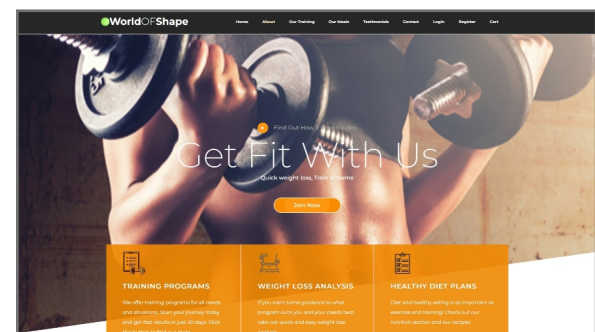 WorldOFShape
Home About Our Training Our Meals Testimonials Contact Login Register Cart
Find Out How
Get Fit With Us
Quick weight loss, Train at home
Join Now
TRAINING PROGRAMS
We offer training programs for all needs
and situations. Start your journey today
and get fast results in just 20 days. Click
WEIGHT LOSS ANALYSIS
If you want some guidance to what
program suits you and your needs best,
take our quick and easy weight loss
HEALTHY DIET PLANS
Diet and healthy eating is as important as
exercise and training! Check out our
nutrition section and our recipes.